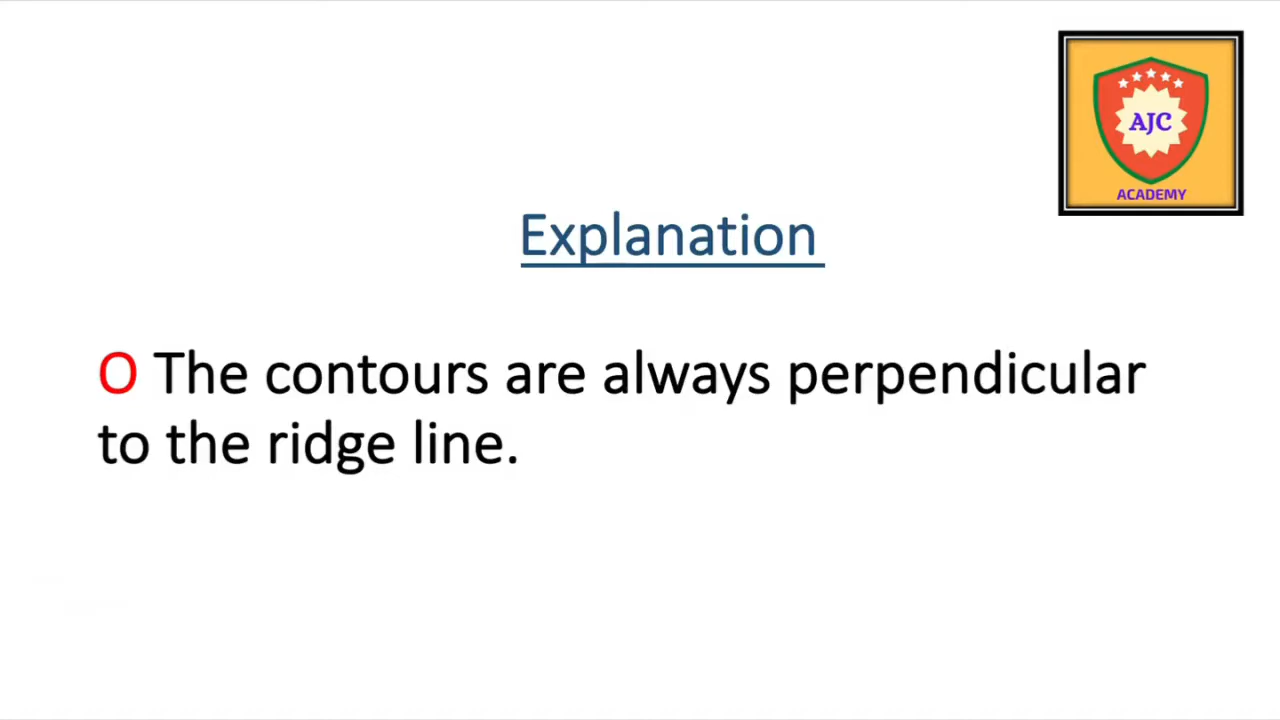 AJC
ACADEMY
Explanation
O The contours are always perpendicular
to the ridge line.